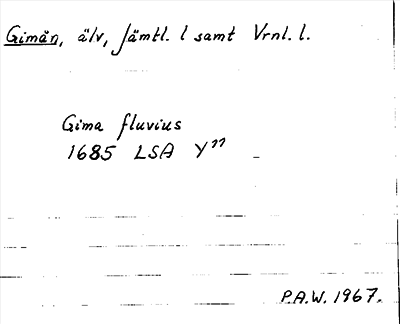 Gimån, älv, Jämtl. l samt Vrnl. l.
Gima fluvius
1685 LSA Y"
P.A.W. 1967.